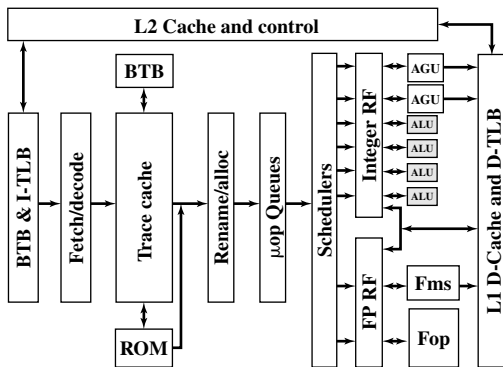 L2 Cache and control
BTB
BTB & I-TLB
Fetch/decode
Trace cache
ROM
Rename/alloc
µop Queues
Schedulers
Integer RF
FP RF
AGU
AGU
ALU
ALU
ALU
ALU
Fms
Fop
L1 D-Cache and D-TLB